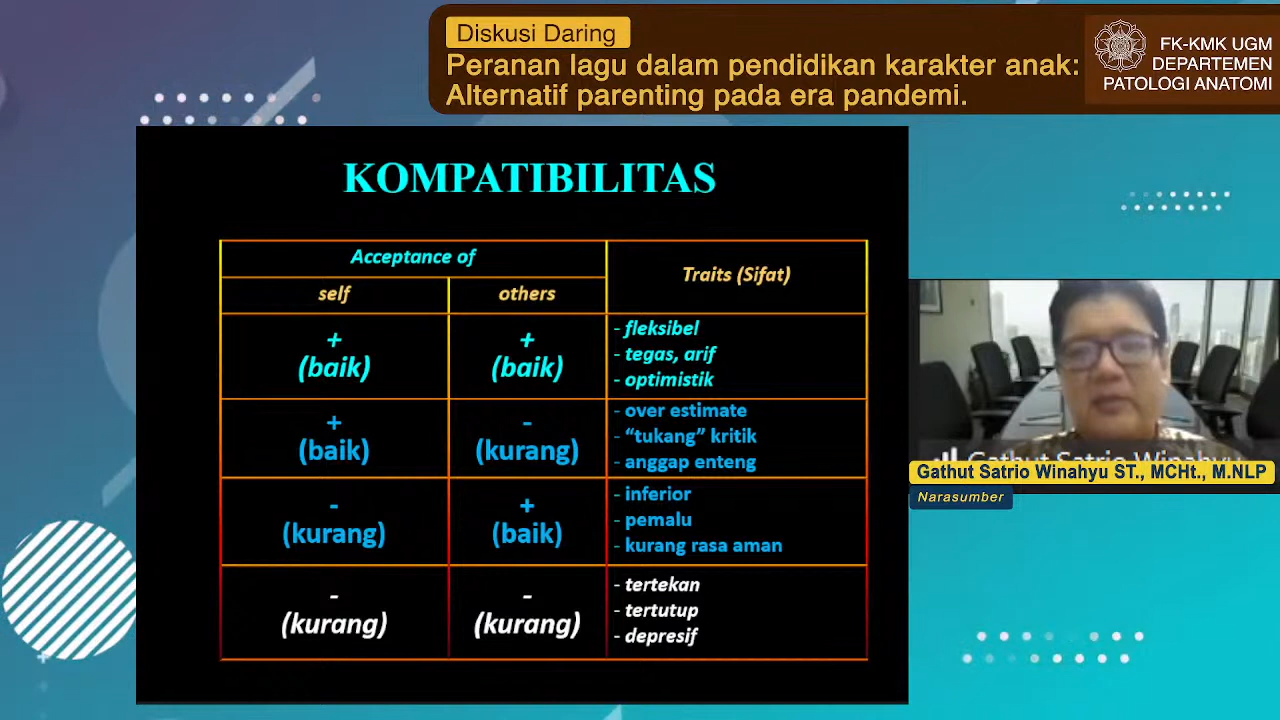 Diskusi Daring
Peranan lagu dalam pendidikan karakter anak:
Alternatif parenting pada era pandemi.
FK-KMK UGM
DEPARTEMEN
PATOLOGI ANATOMI
KOMPATIBILITAS
Acceptance of
Traits (Sifat)
self
others
+
(baik)
+
(baik)
- fleksibel
- tegas, arif
- optimistik
+
(baik)
-
(kurang)
- over estimate
- “tukang” kritik
- anggap enteng
-
(kurang)
+
(baik)
- inferior
- pemalu
- kurang rasa aman
-
(kurang)
-
(kurang)
- tertekan
- tertutup
- depresif
Gathut Satrio Winahyu
Gathut Satrio Winahyu ST., MCHt., M.NLP
Narasumber